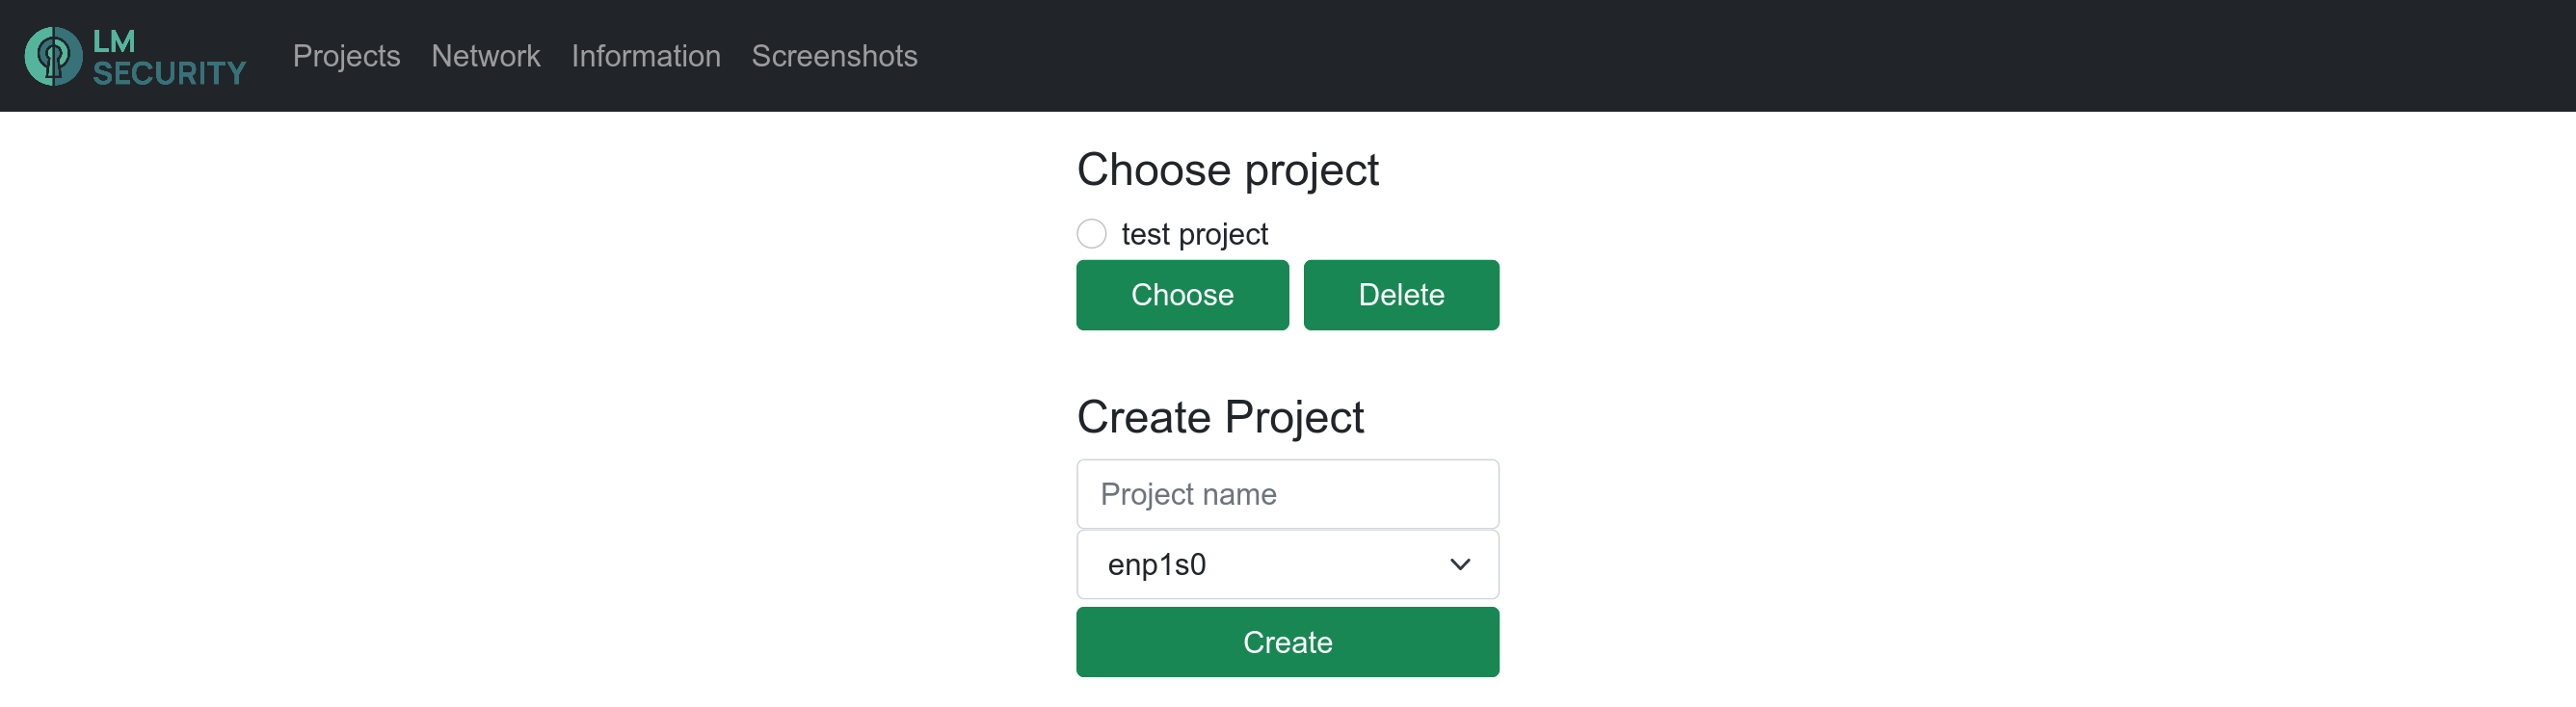 LM
SECURITY
Projects Network Information Screenshots
Choose project
test project
Choose Delete
Create Project
Project name
enp1s0
Create